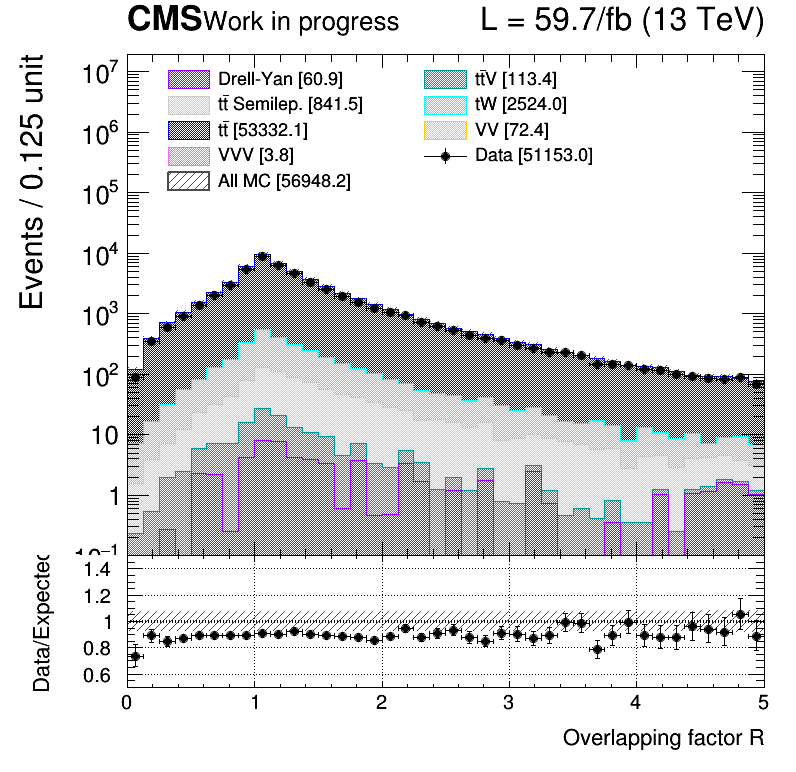 CMS Work in progress L = 59.7/fb (13 TeV)
Events / 0.125 unit
10⁷
10⁶
10⁵
10⁴
10³
10²
10
1
10⁻¹
Drell-Yan [60.9]
tt̄ Semilep. [841.5]
tt̄ [53332.1]
VVV [3.8]
All MC [56948.2]
tt̄V [113.4]
tW [2524.0]
VV [72.4]
Data [51153.0]
Data/Expected
1.4
1.2
1
0.8
0.6
0 1 2 3 4 5
Overlapping factor R